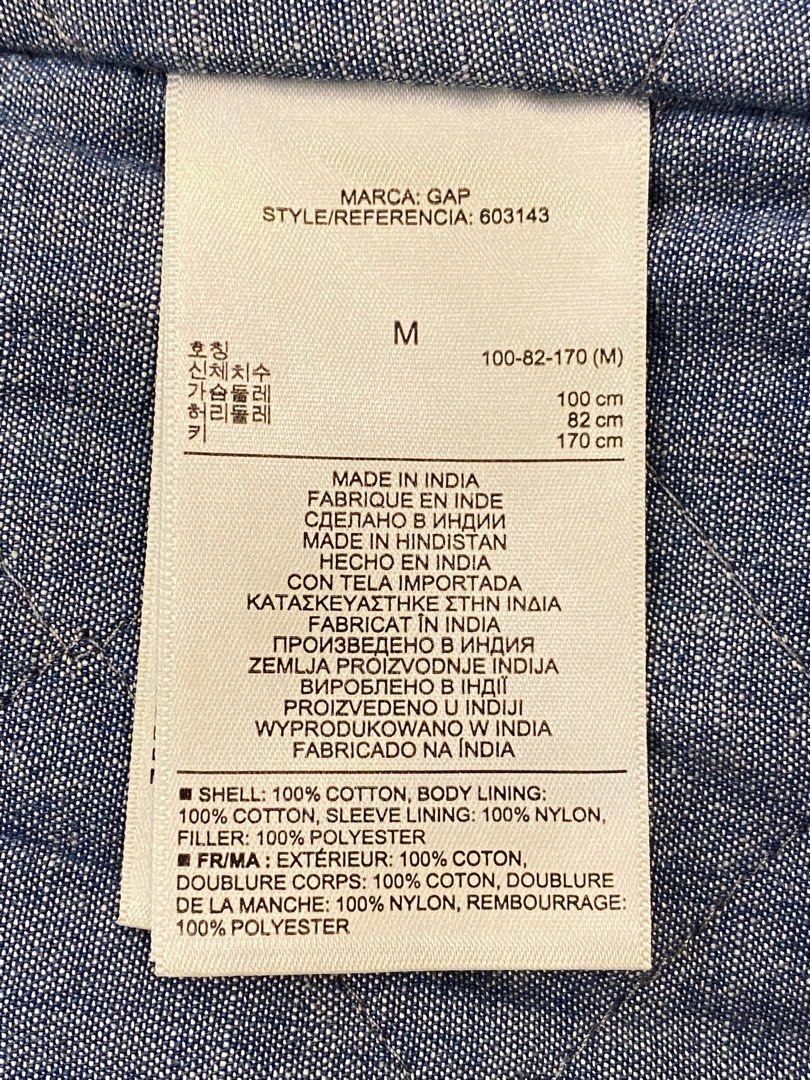 MARCA: GAP
STYLE/REFERENCIA: 603143
M
호칭 100-82-170 (M)
신체치수
가슴둘레 100 cm
허리둘레 82 cm
키 170 cm
MADE IN INDIA
FABRIQUE EN INDE
СДЕЛАНО В ИНДИИ
MADE IN HINDISTAN
HECHO EN INDIA
CON TELA IMPORTADA
ΚΑΤΑΣΚΕΥΑΣΤΗΚΕ ΣΤΗΝ ΙΝΔΙΑ
FABRICAT ÎN INDIA
ПРОИЗВЕДЕНО В ИНДИЯ
ZEMLJA PROIZVODNJE INDIJA
ВИРОБЛЕНО В ІНДІЇ
PROIZVEDENO U INDIJI
WYPRODUKOWANO W INDIA
FABRICADO NA ÍNDIA
■ SHELL: 100% COTTON, BODY LINING:
100% COTTON, SLEEVE LINING: 100% NYLON,
FILLER: 100% POLYESTER
■ FR/MA : EXTÉRIEUR: 100% COTON,
DOUBLURE CORPS: 100% COTON, DOUBLURE
DE LA MANCHE: 100% NYLON, REMBOURRAGE:
100% POLYESTER